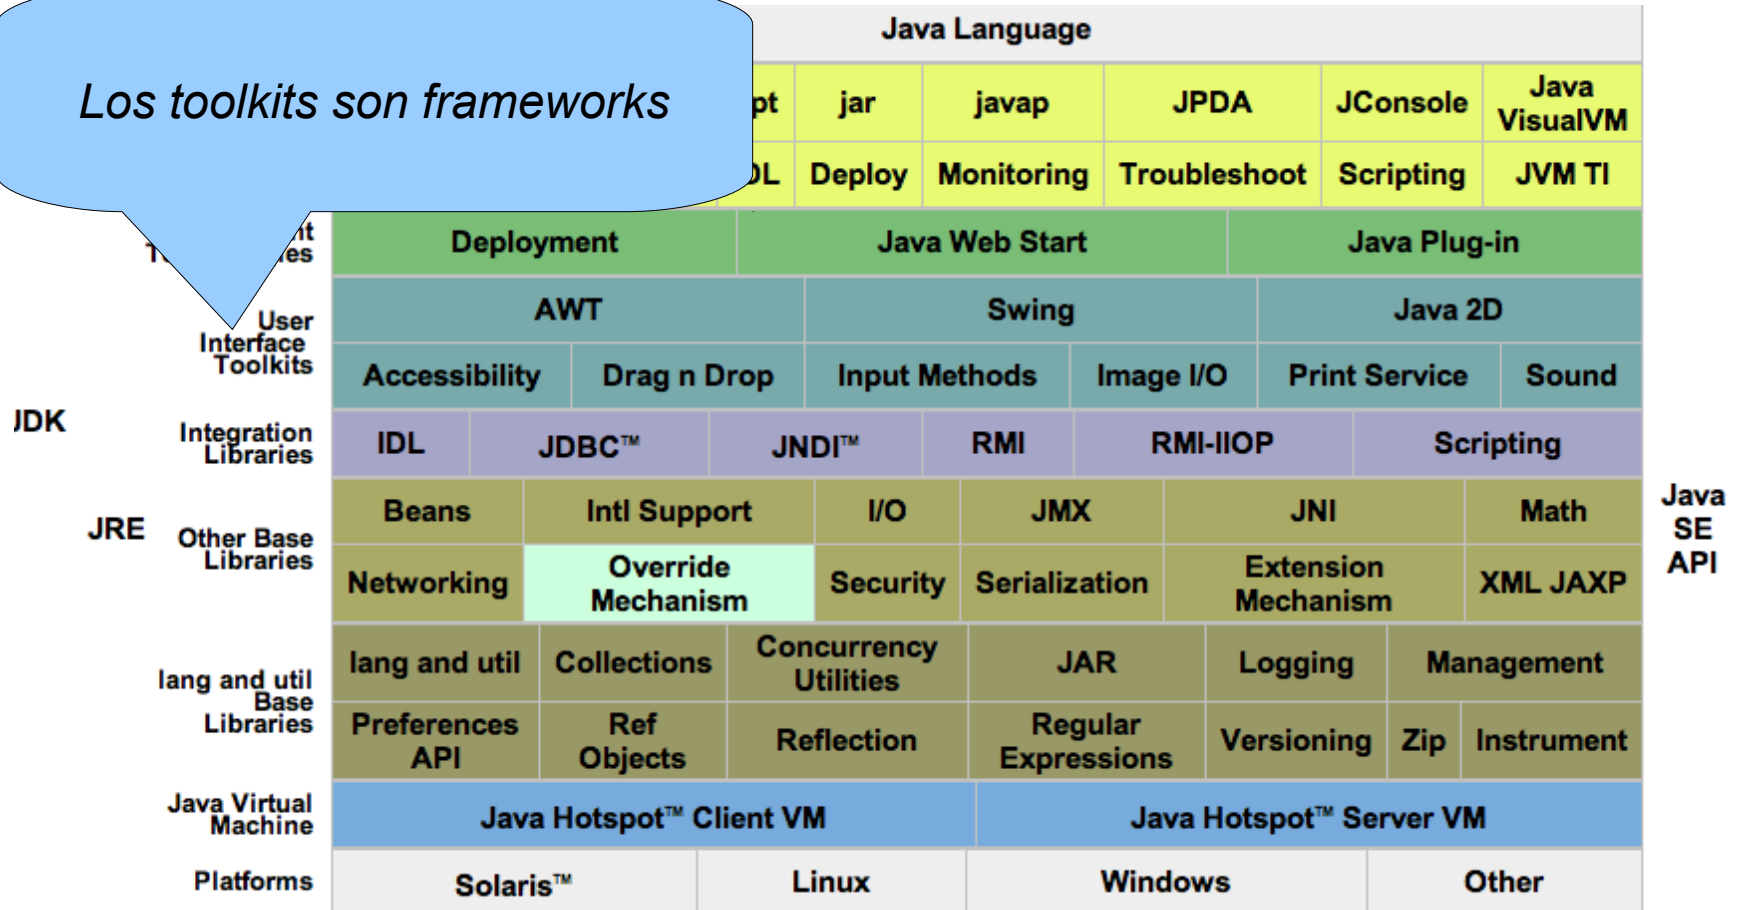 Java Language
Los toolkits son frameworks
jar javap JPDA JConsole Java VisualVM
Deploy Monitoring Troubleshoot Scripting JVM TI
Deployment Java Web Start Java Plug-in
User Interface Toolkits
AWT Swing Java 2D
Accessibility Drag n Drop Input Methods Image I/O Print Service Sound
JDK
Integration Libraries
IDL JDBC™ JNDI™ RMI RMI-IIOP Scripting
JRE
Other Base Libraries
Beans Intl Support I/O JMX JNI Math
Networking Override Mechanism Security Serialization Extension Mechanism XML JAXP
Java SE API
lang and util Base Libraries
lang and util Collections Concurrency Utilities JAR Logging Management
Preferences API Ref Objects Reflection Regular Expressions Versioning Zip Instrument
Java Virtual Machine
Java Hotspot™ Client VM Java Hotspot™ Server VM
Platforms
Solaris™ Linux Windows Other